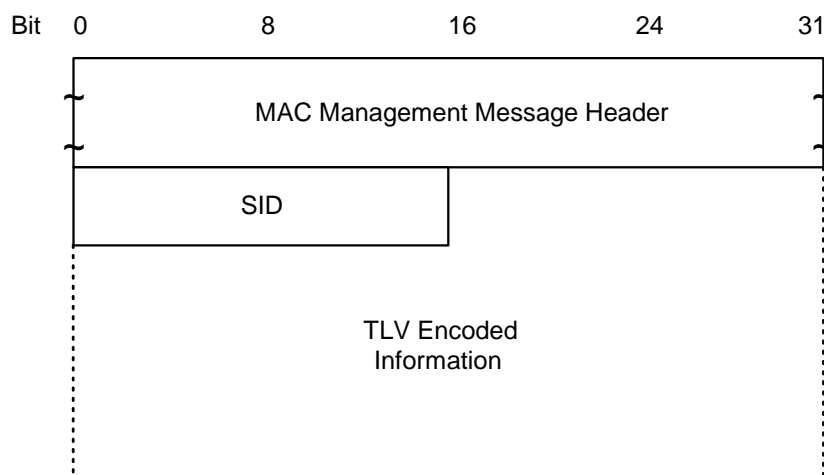 Bit 0 8 16 24 31
MAC Management Message Header
SID
TLV Encoded
Information